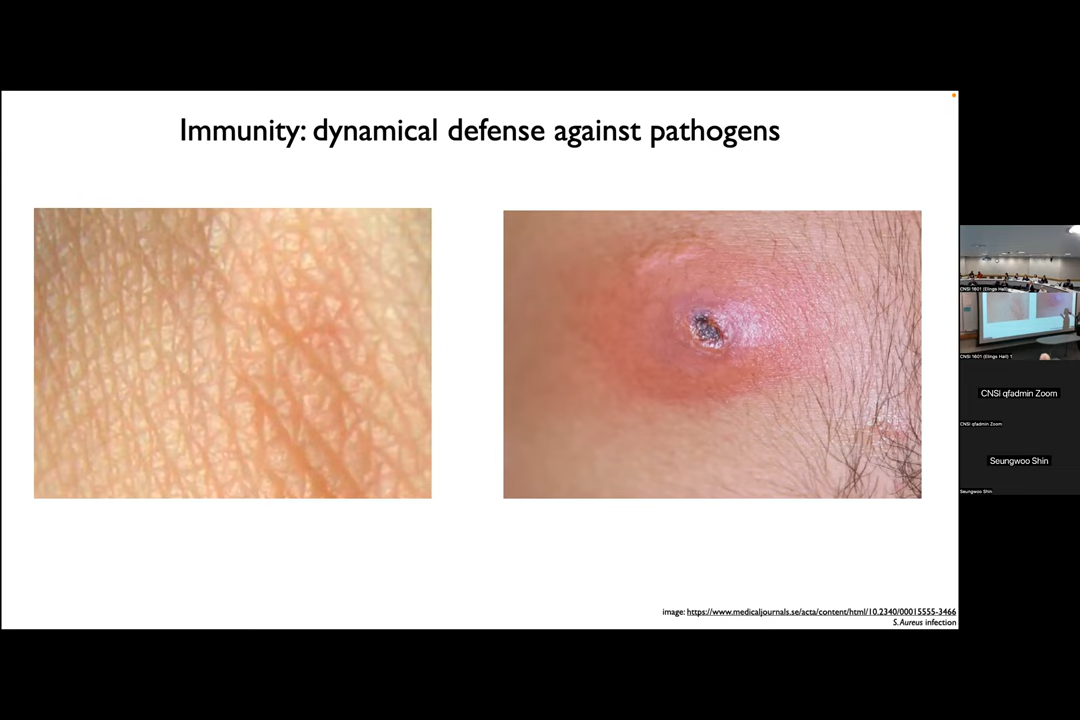 Immunity: dynamical defense against pathogens
image: https://www.medicaljournals.se/acta/content/html/10.2340/00015555-3466
S. Aureus infection
CNSI 1601 (Elings Hall)
CNSI 1601 (Elings Hall) 1
CNSI qfadmin Zoom
CNSI qfadmin Zoom
Seungwoo Shin
Seungwoo Shin